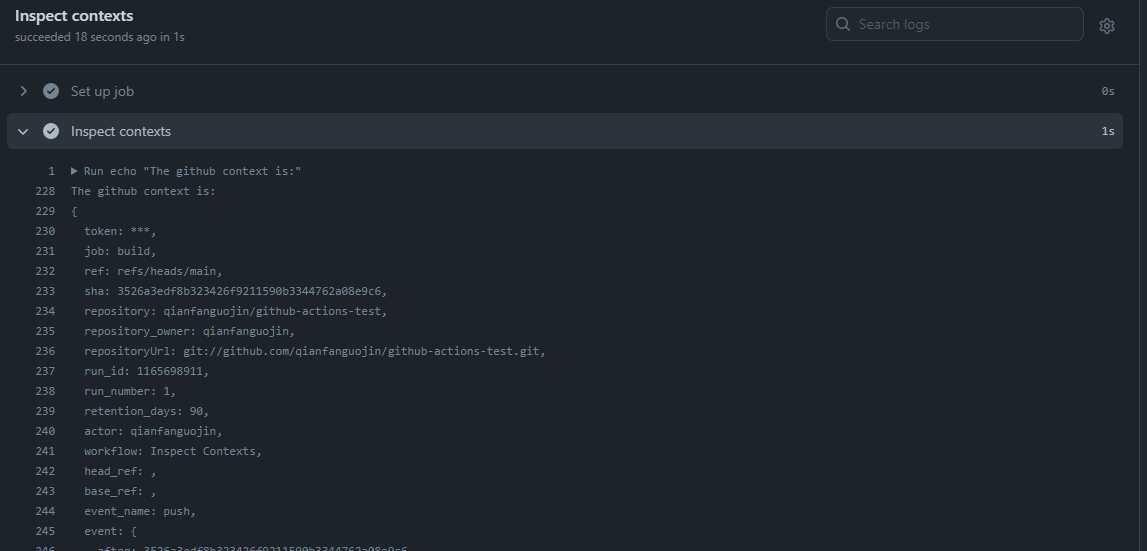 Inspect contexts
succeeded 18 seconds ago in 1s
Search logs
Set up job 0s
Inspect contexts 1s
1 Run echo "The github context is:"
228 The github context is:
229 {
230 token: ***,
231 job: build,
232 ref: refs/heads/main,
233 sha: 3526a3edf8b323426f9211590b3344762a08e9c6,
234 repository: qianfanguojin/github-actions-test,
235 repository_owner: qianfanguojin,
236 repositoryUrl: git://github.com/qianfanguojin/github-actions-test.git,
237 run_id: 1165698911,
238 run_number: 1,
239 retention_days: 90,
240 actor: qianfanguojin,
241 workflow: Inspect Contexts,
242 head_ref: ,
243 base_ref: ,
244 event_name: push,
245 event: {
246 after: 3526a3edf8b323426f9211590b3344762a08e9c6